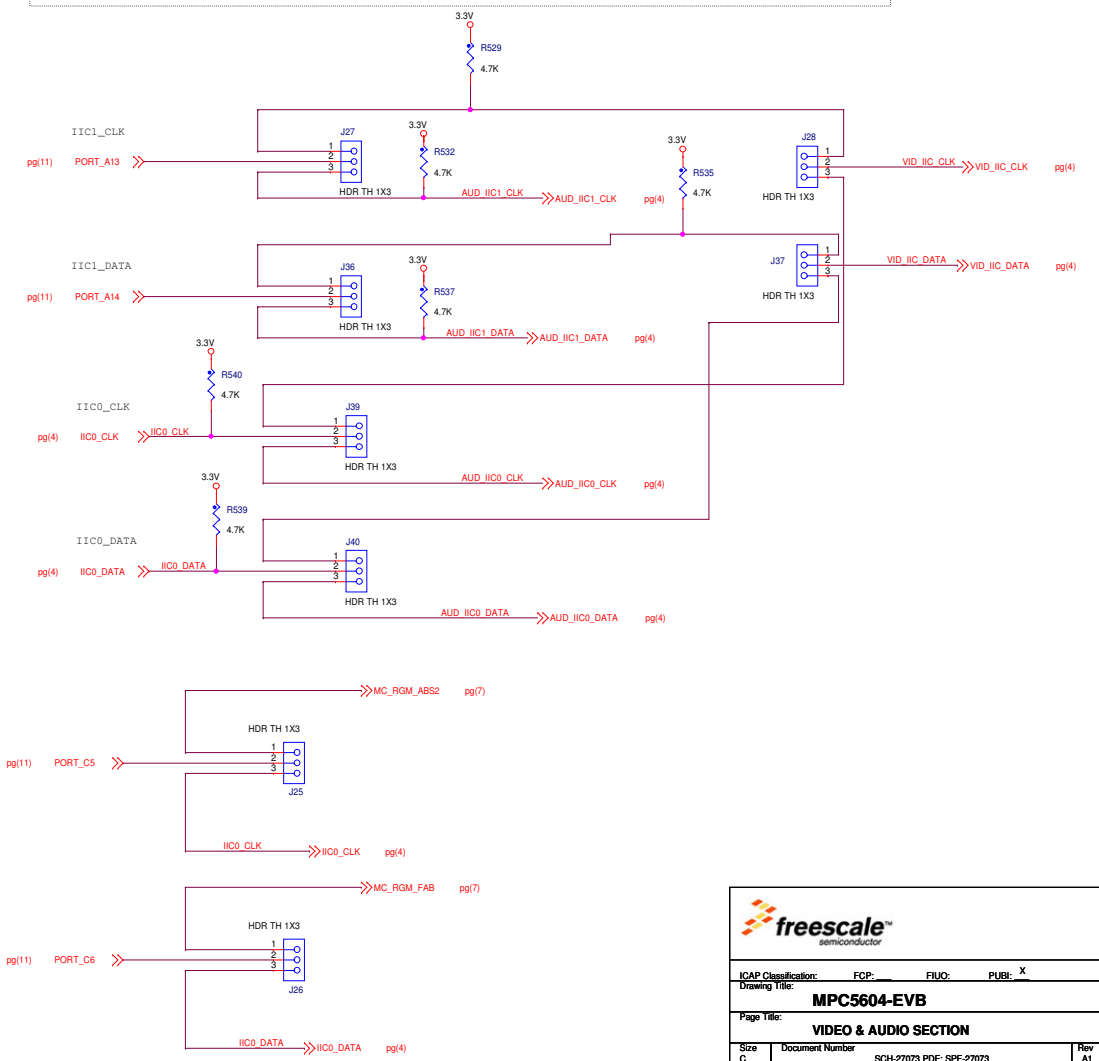 3.3V
R529
4.7K
IIC1_CLK
pg(11) PORT_A13
J27
1
2
3
HDR TH 1X3
3.3V
R532
4.7K
AUD_IIC1_CLK AUD_IIC1_CLK pg(4)
3.3V
R535
4.7K
J28
1
2
3
HDR TH 1X3
VID_IIC_CLK VID_IIC_CLK pg(4)
IIC1_DATA
pg(11) PORT_A14
J36
1
2
3
HDR TH 1X3
3.3V
R537
4.7K
AUD_IIC1_DATA AUD_IIC1_DATA pg(4)
J37
1
2
3
HDR TH 1X3
VID_IIC_DATA VID_IIC_DATA pg(4)
3.3V
R540
4.7K
IIC0_CLK
pg(4) IIC0_CLK IIC0_CLK
J39
1
2
3
HDR TH 1X3
AUD_IIC0_CLK AUD_IIC0_CLK pg(4)
3.3V
R539
4.7K
IIC0_DATA
pg(4) IIC0_DATA IIC0_DATA
J40
1
2
3
HDR TH 1X3
AUD_IIC0_DATA AUD_IIC0_DATA pg(4)
MC_RGM_ABS2 pg(7)
HDR TH 1X3
pg(11) PORT_C5
1
2
3
J25
IIC0_CLK IIC0_CLK pg(4)
MC_RGM_FAB pg(7)
HDR TH 1X3
pg(11) PORT_C6
1
2
3
J26
IIC0_DATA IIC0_DATA pg(4)
freescale™
semiconductor
ICAP Classification: FCP: ___ FIUO: PUBI: X
Drawing Title:
MPC5604-EVB
Page Title:
VIDEO & AUDIO SECTION
Size Document Number Rev
C SCH-27073 PDF: SPF-27073 A1